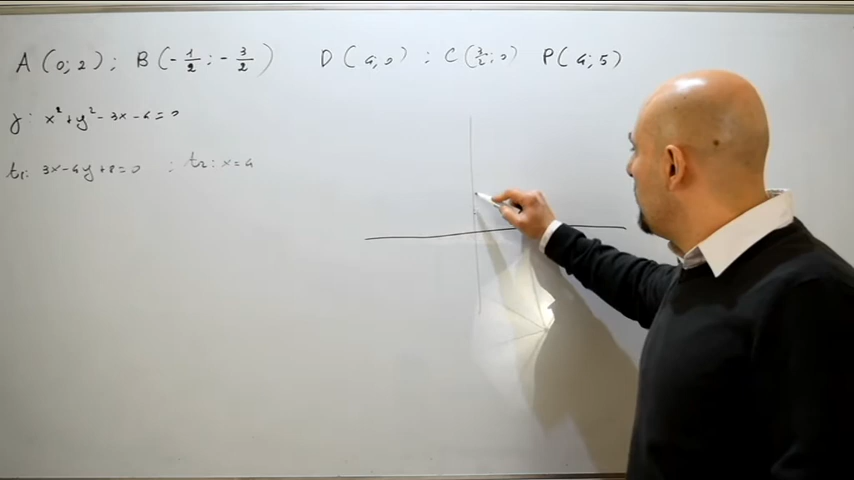 A (0; 2); B (-1/2; -3/2) D (4; 0) ; C (3/2; 0) P (4; 5)
γ: x²+y²-3x-4=0
t₁: 3x-4y+8=0 ; t₂: x=4